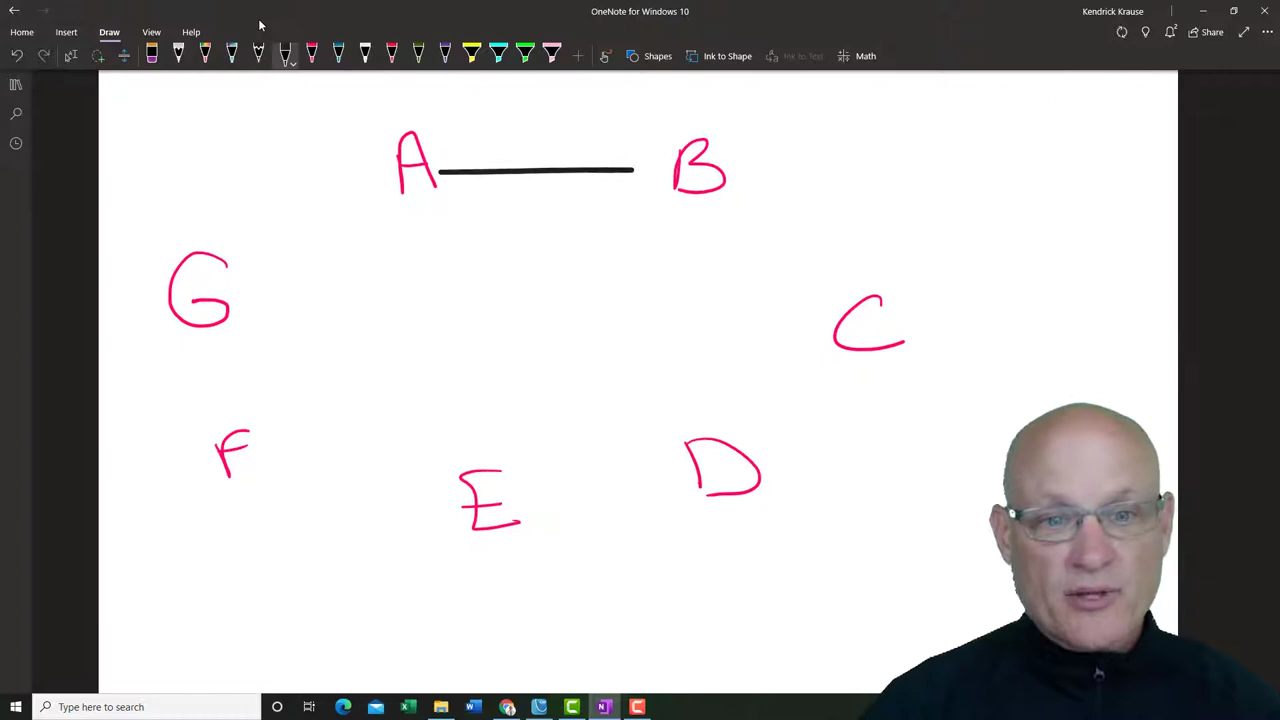 OneNote for Windows 10
Kendrick Krause
Home Insert Draw View Help
Share
Shapes Ink to Shape Ink to Text Math
A B
G
C
F
E
D
Type here to search